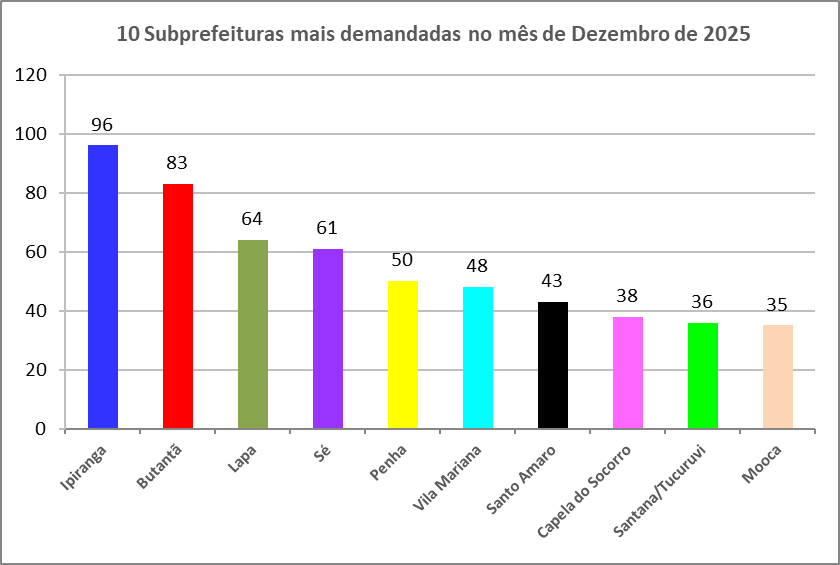 10 Subprefeituras mais demandadas no mês de Dezembro de 2025
120
100
80
60
40
20
0
96
83
64
61
50
48
43
38
36
35
Ipiranga
Butantã
Lapa
Sé
Penha
Vila Mariana
Santo Amaro
Capela do Socorro
Santana/Tucuruvi
Mooca